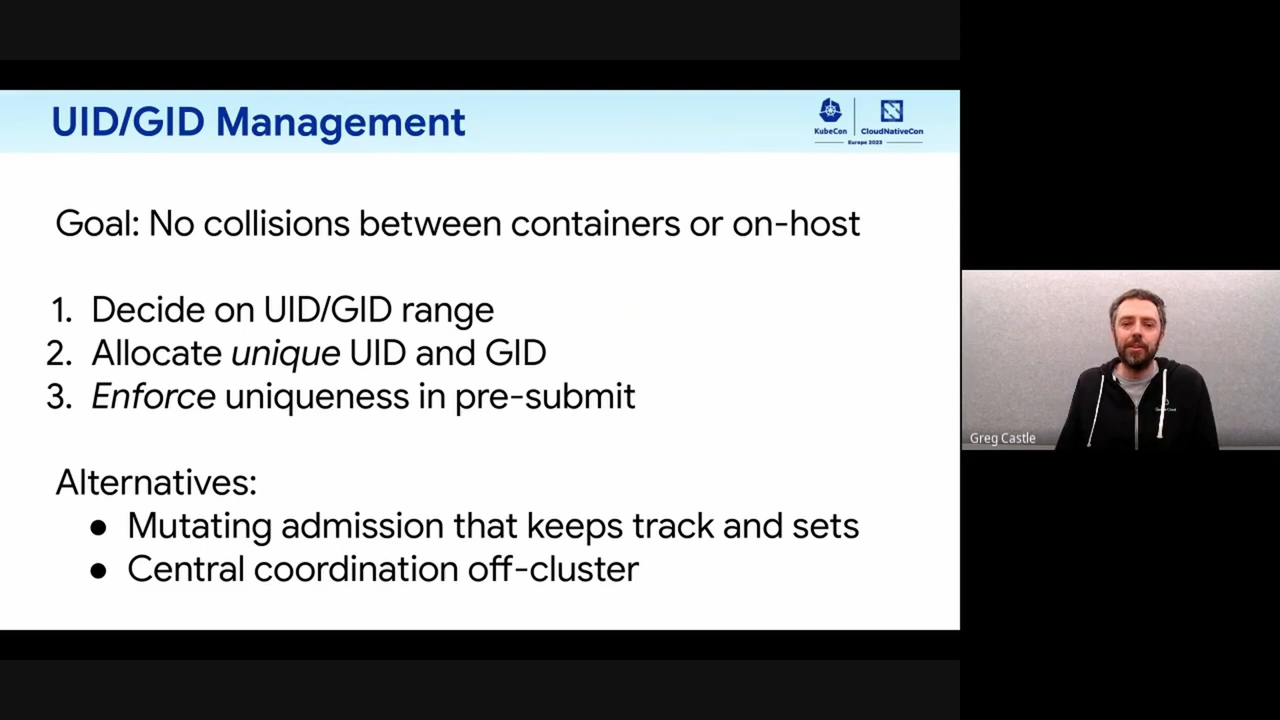 UID/GID Management
KubeCon
CloudNativeCon
Europe 2023
Goal: No collisions between containers or on-host
1. Decide on UID/GID range
2. Allocate unique UID and GID
3. Enforce uniqueness in pre-submit
Alternatives:
● Mutating admission that keeps track and sets
● Central coordination off-cluster
Greg Castle